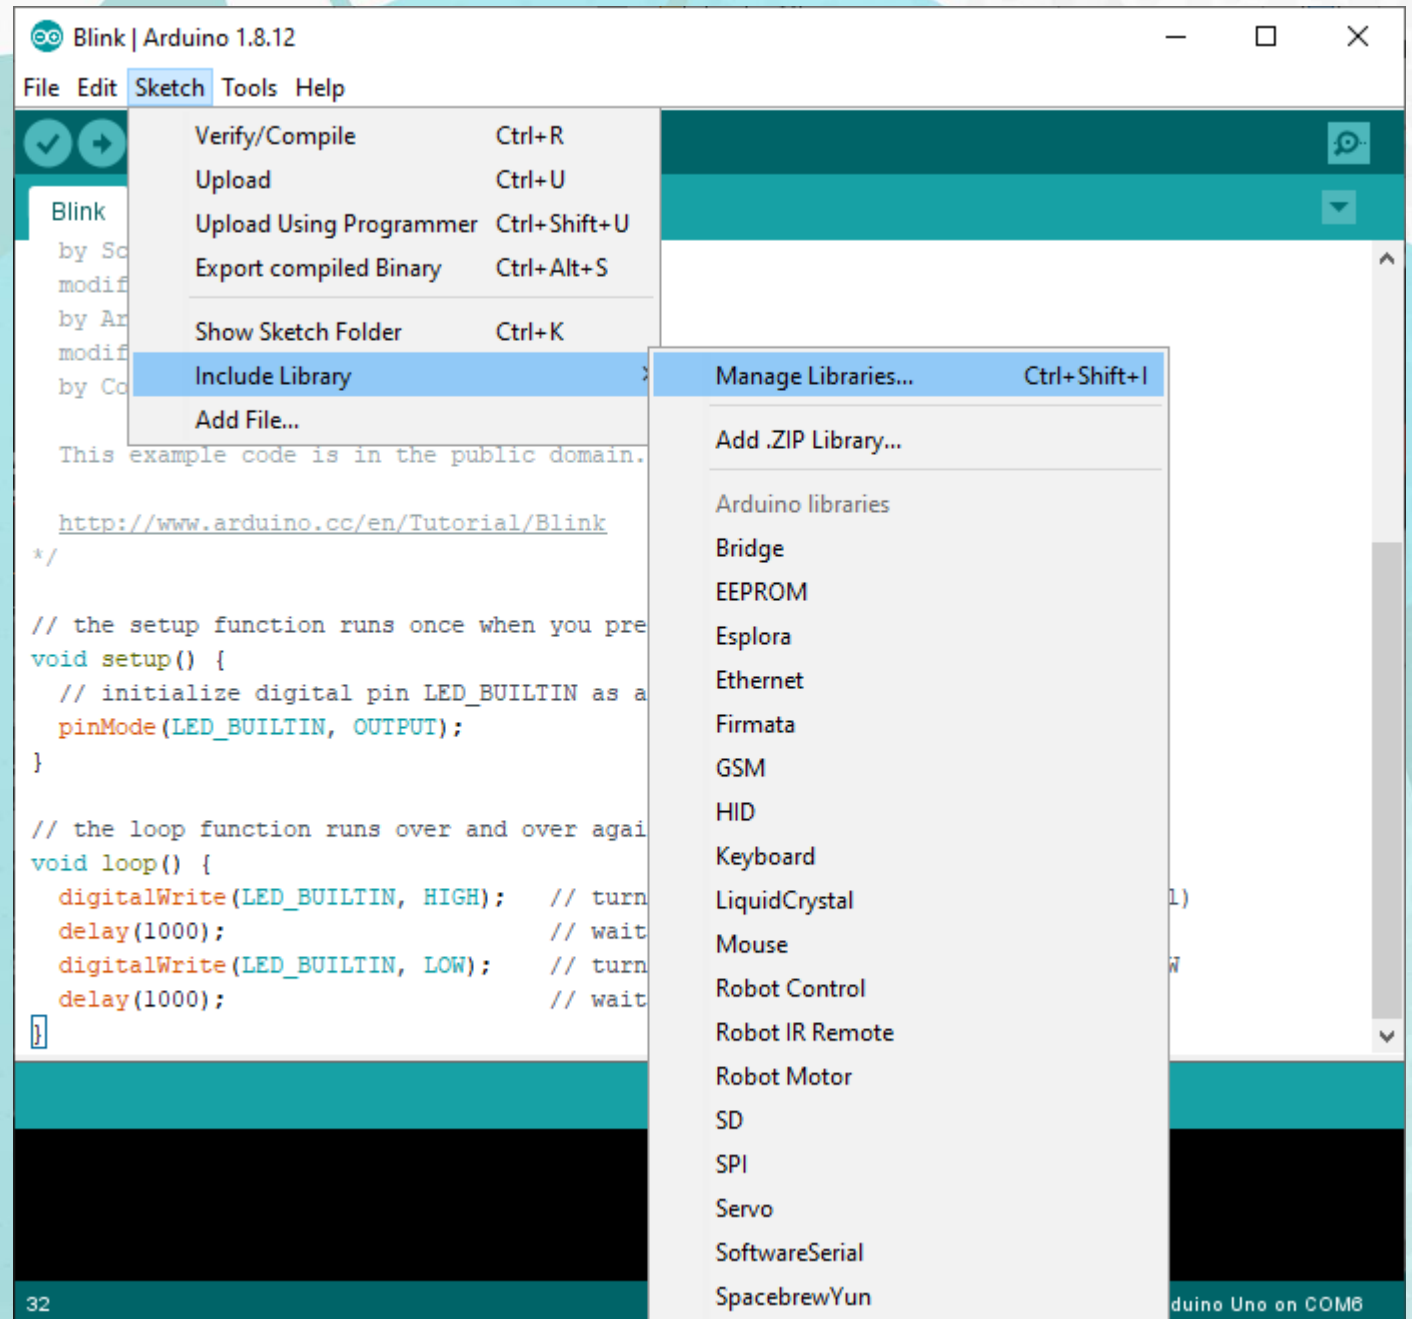 Blink | Arduino 1.8.12
File Edit Sketch Tools Help
Verify/Compile Ctrl+R
Upload Ctrl+U
Upload Using Programmer Ctrl+Shift+U
Export compiled Binary Ctrl+Alt+S
Show Sketch Folder Ctrl+K
Include Library
Add File...
Manage Libraries... Ctrl+Shift+I
Add .ZIP Library...
Arduino libraries
Bridge
EEPROM
Esplora
Ethernet
Firmata
GSM
HID
Keyboard
LiquidCrystal
Mouse
Robot Control
Robot IR Remote
Robot Motor
SD
SPI
Servo
SoftwareSerial
SpacebrewYun
Blink
by
modif
by
modif
by
This example code is in the public domain.
http://www.arduino.cc/en/Tutorial/Blink
*/
// the setup function runs once when you pre
void setup() {
// initialize digital pin LED_BUILTIN as a
pinMode(LED_BUILTIN, OUTPUT);
}
// the loop function runs over and over agai
void loop() {
digitalWrite(LED_BUILTIN, HIGH); // turn l)
delay(1000); // wait
digitalWrite(LED_BUILTIN, LOW); // turn W
delay(1000); // wait
}
32
duino Uno on COM6